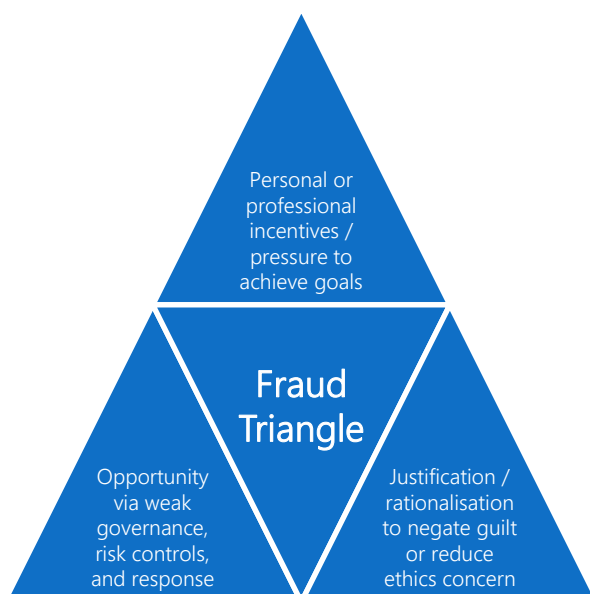 Personal or
professional
incentives /
pressure to
achieve goals
Fraud
Triangle
Opportunity
via weak
governance,
risk controls,
and response
Justification /
rationalisation
to negate guilt
or reduce
ethics concern